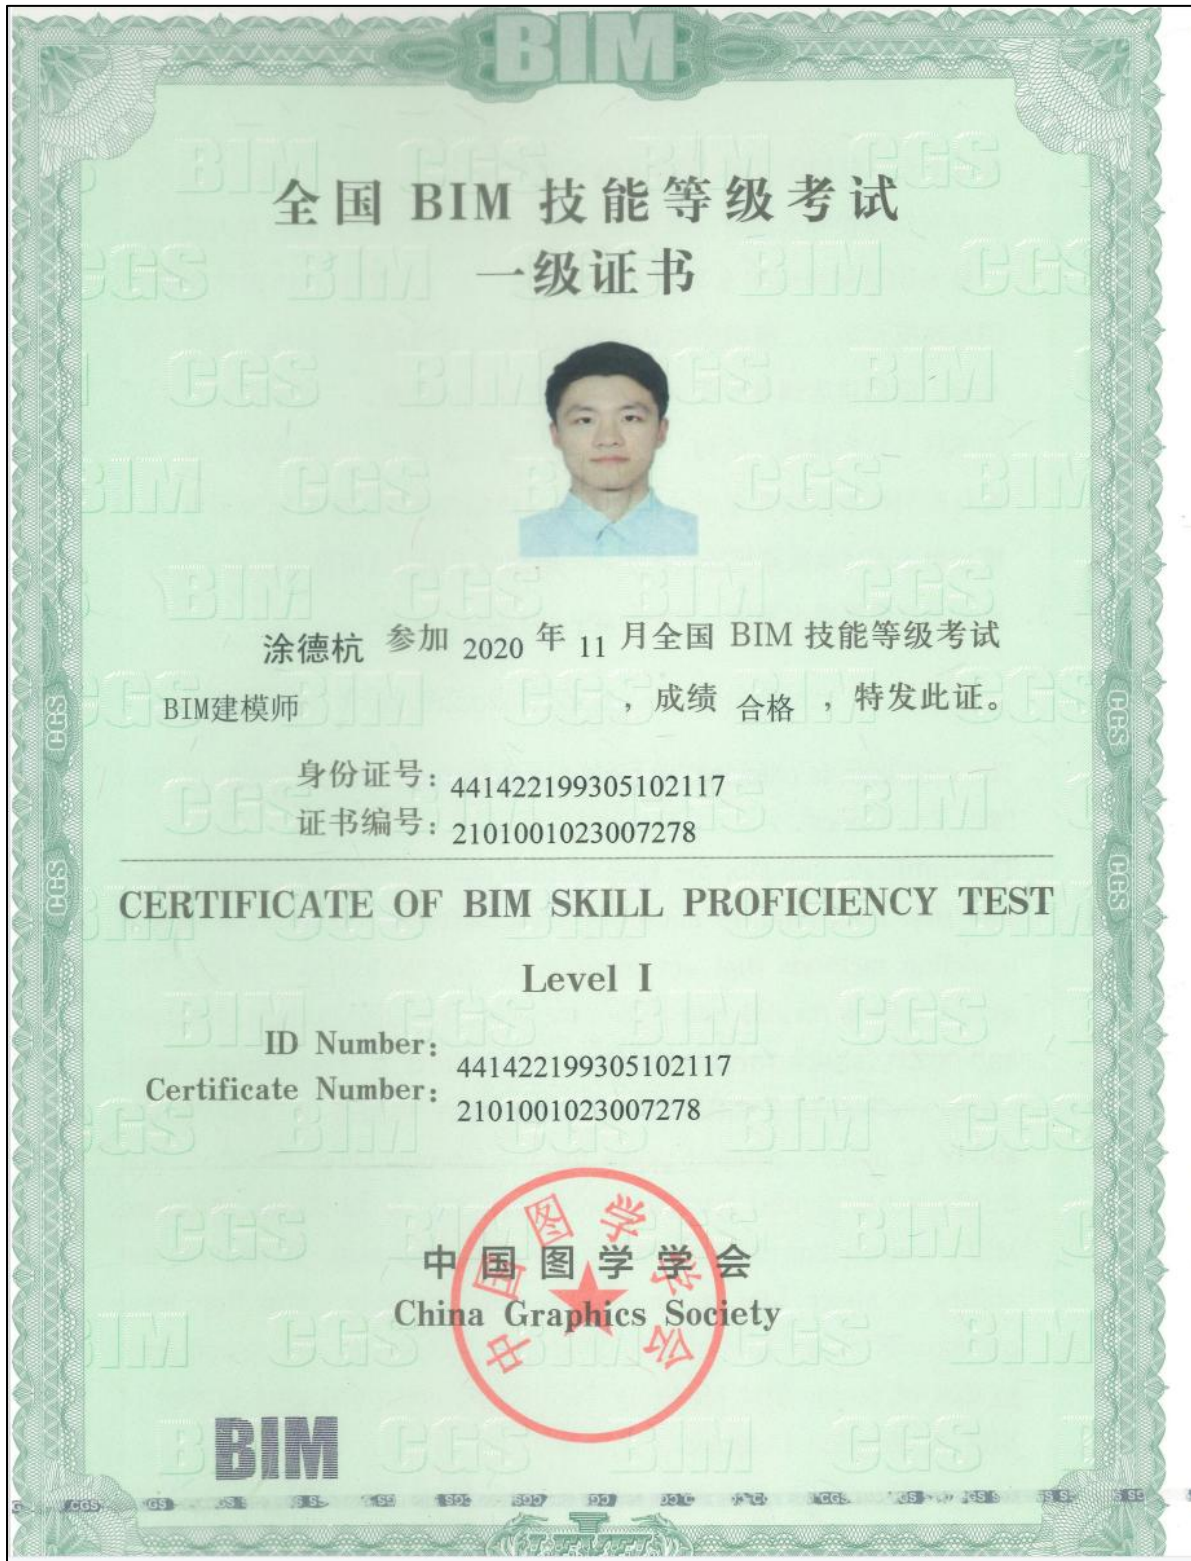 BIM
全国 BIM 技能等级考试
一级证书
涂德杭 参加 2020 年 11 月全国 BIM 技能等级考试
BIM建模师 ，成绩 合格 ，特发此证。
身份证号：441422199305102117
证书编号：2101001023007278
CERTIFICATE OF BIM SKILL PROFICIENCY TEST
Level I
ID Number: 441422199305102117
Certificate Number: 2101001023007278
中国图学学会
中国图学学会
China Graphics Society
BIM
CGS
CGS
CGS
CGS